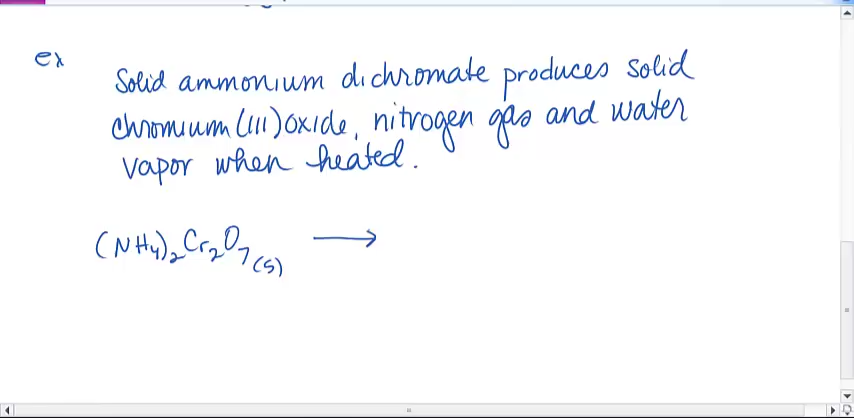 ex
Solid ammonium dichromate produces solid
chromium (III) oxide, nitrogen gas and water
vapor when heated.
(NH₄)₂Cr₂O₇(s) ⟶